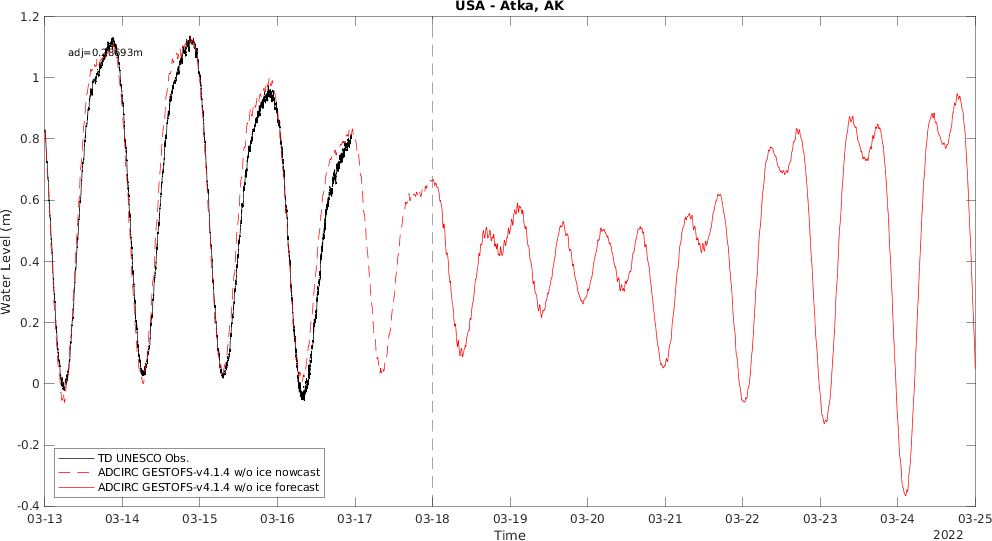 USA - Atka, AK
1.2
1
0.8
0.6
0.4
0.2
0
-0.2
-0.4
Water Level (m)
adj=0.28693m
TD UNESCO Obs.
ADCIRC GESTOFS-v4.1.4 w/o ice nowcast
ADCIRC GESTOFS-v4.1.4 w/o ice forecast
03-13 03-14 03-15 03-16 03-17 03-18 03-19 03-20 03-21 03-22 03-23 03-24 03-25
Time
2022